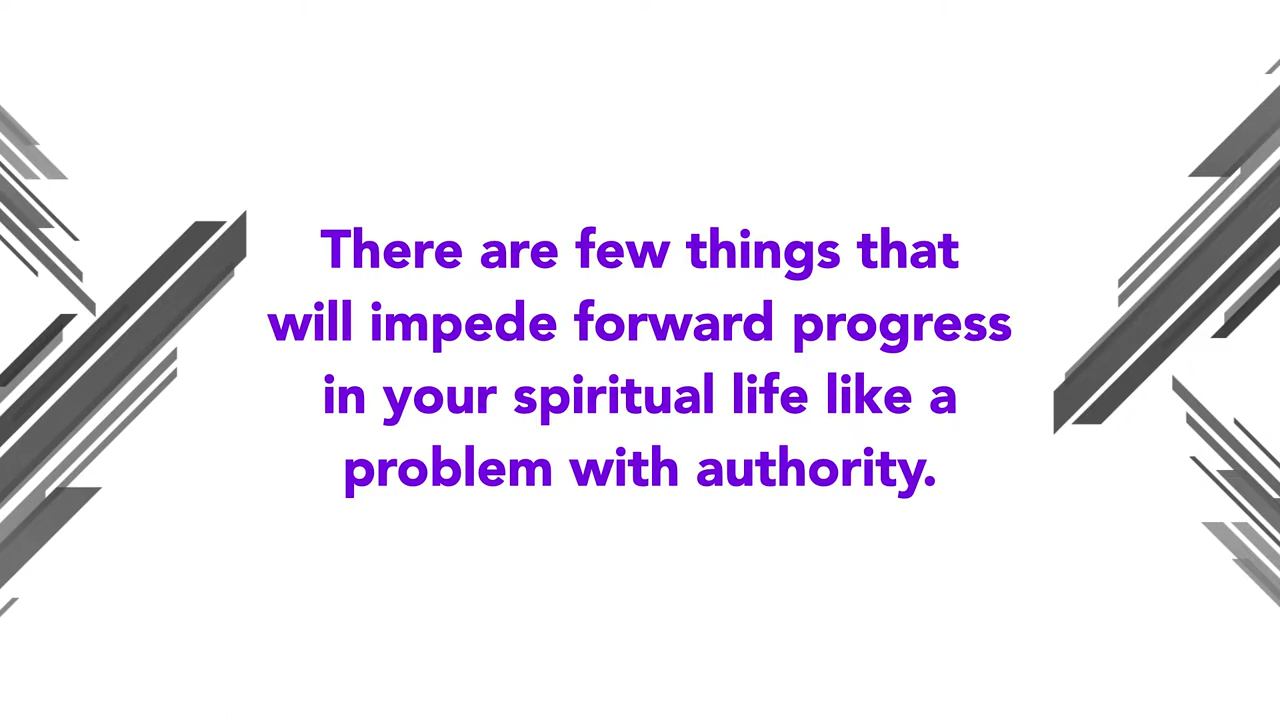 There are few things that
will impede forward progress
in your spiritual life like a
problem with authority.